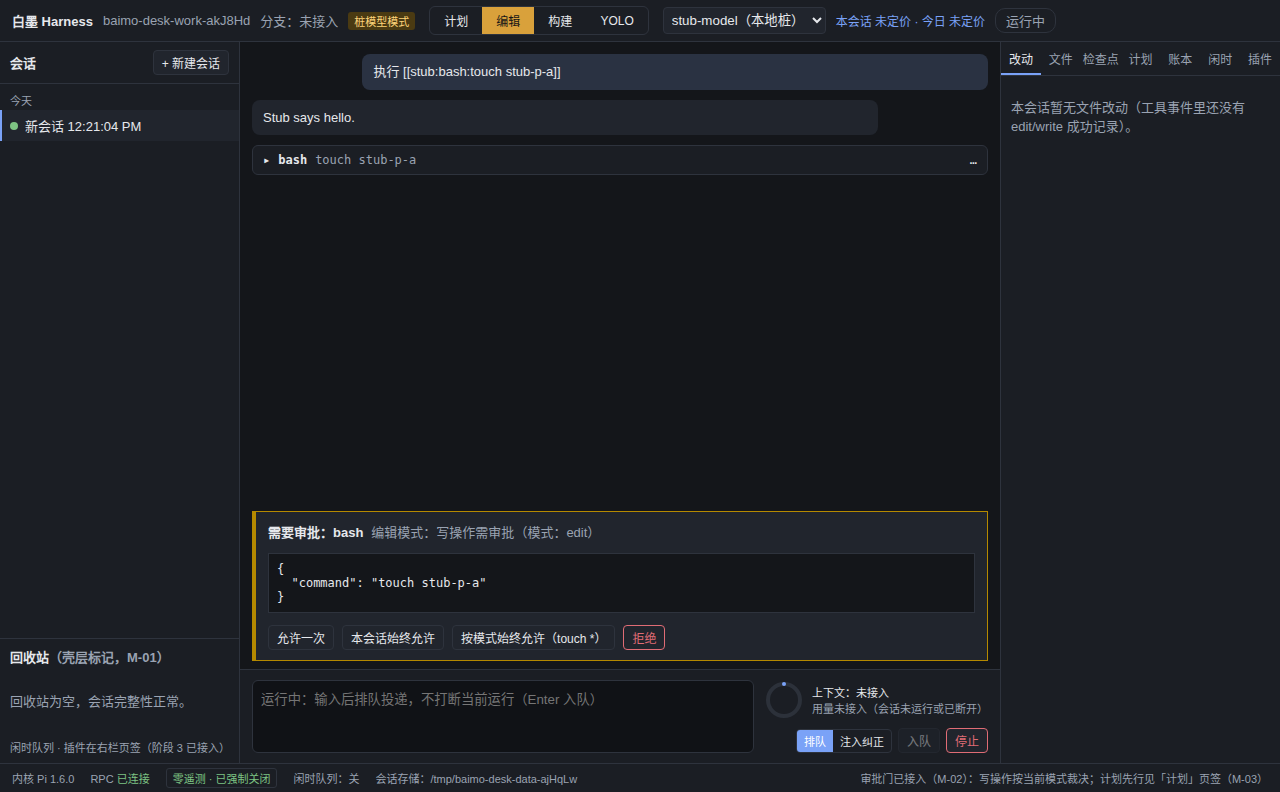 白墨 Harness baimo-desk-work-akJ8Hd 分支：未接入 桩模型模式 计划 编辑 构建 YOLO stub-model（本地桩） 本会话 未定价 · 今日 未定价 运行中
会话 + 新建会话
今天
新会话 12:21:04 PM
回收站（壳层标记，M-01）
回收站为空，会话完整性正常。
闲时队列 · 插件在右栏页签（阶段 3 已接入）
执行 [[stub:bash:touch stub-p-a]]
Stub says hello.
▸ bash touch stub-p-a …
需要审批：bash 编辑模式：写操作需审批（模式：edit）
{
  "command": "touch stub-p-a"
}
允许一次 本会话始终允许 按模式始终允许（touch *） 拒绝
运行中：输入后排队投递，不打断当前运行（Enter 入队）
上下文：未接入
用量未接入（会话未运行或已断开）
排队 注入纠正 入队 停止
改动 文件 检查点 计划 账本 闲时 插件
本会话暂无文件改动（工具事件里还没有
edit/write 成功记录）。
内核 Pi 1.6.0 RPC 已连接 零遥测 · 已强制关闭 闲时队列：关 会话存储：/tmp/baimo-desk-data-ajHqLw 审批门已接入（M-02）：写操作按当前模式裁决；计划先行见「计划」页签（M-03）